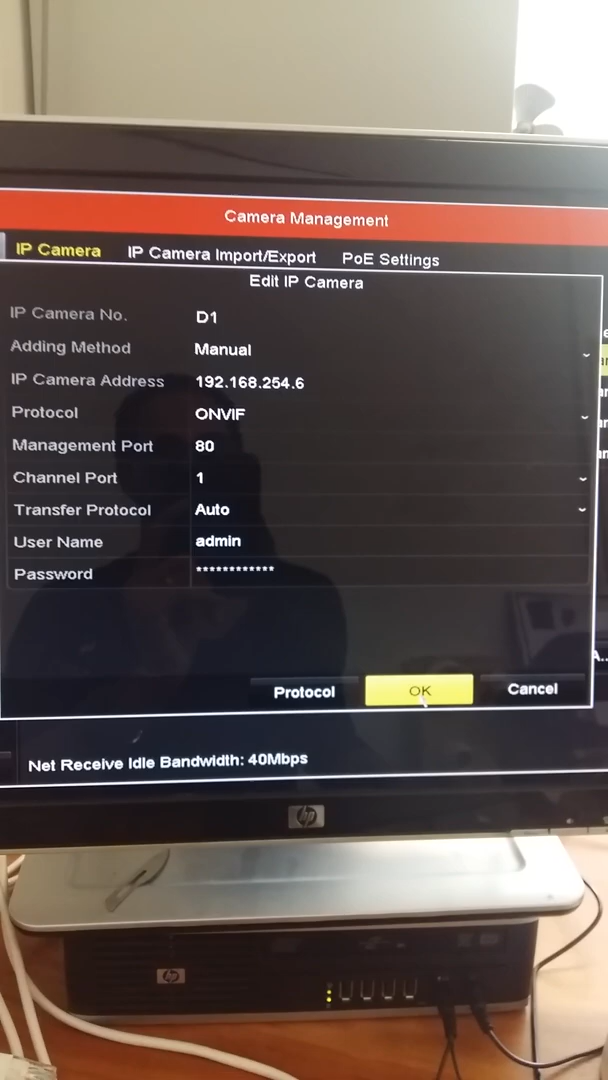 Camera Management
IP Camera IP Camera Import/Export PoE Settings
Edit IP Camera
IP Camera No. D1
Adding Method Manual
IP Camera Address 192.168.254.6
Protocol ONVIF
Management Port 80
Channel Port 1
Transfer Protocol Auto
User Name admin
Password ************
Protocol OK Cancel
Net Receive Idle Bandwidth: 40Mbps
hp
hp